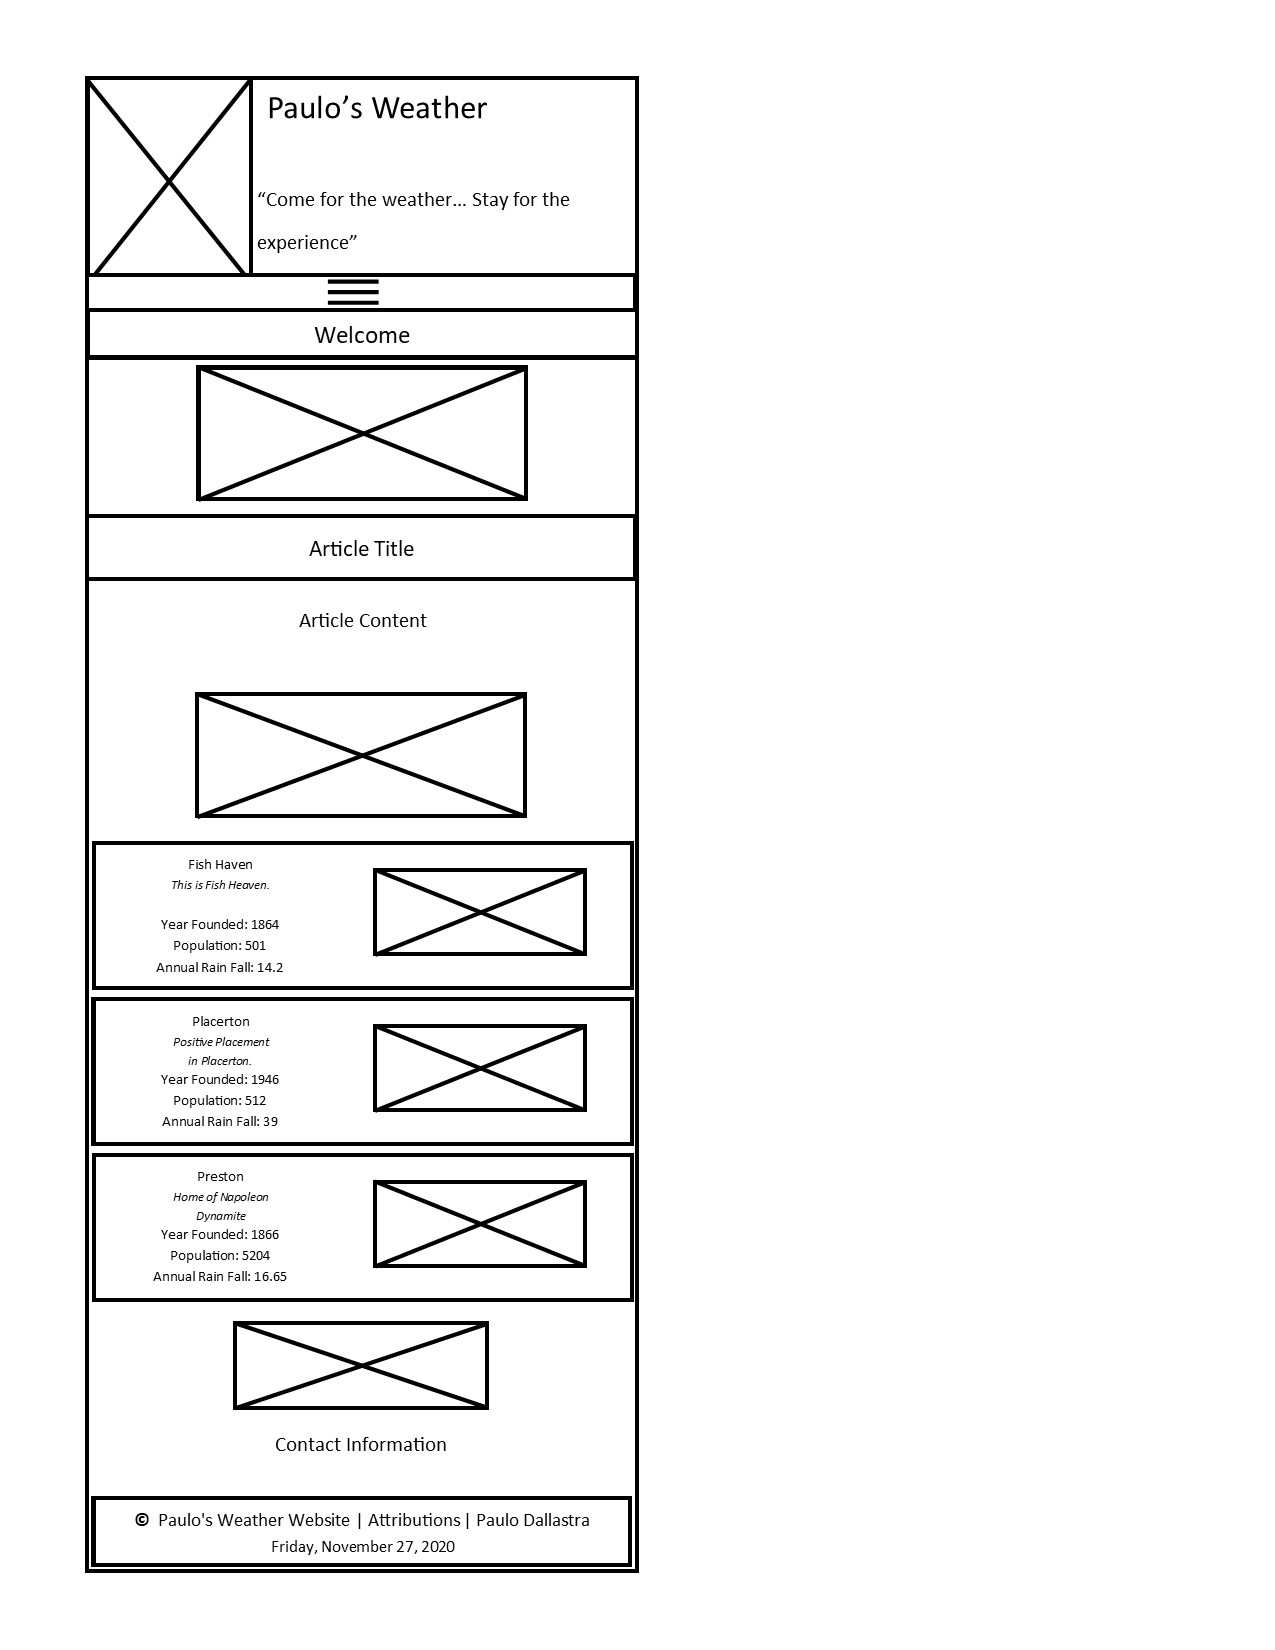 Paulo’s Weather
“Come for the weather... Stay for the
experience”
Welcome
Article Title
Article Content
Fish Haven
This is Fish Heaven.
Year Founded: 1864
Population: 501
Annual Rain Fall: 14.2
Placerton
Positive Placement
in Placerton.
Year Founded: 1946
Population: 512
Annual Rain Fall: 39
Preston
Home of Napoleon
Dynamite
Year Founded: 1866
Population: 5204
Annual Rain Fall: 16.65
Contact Information
© Paulo's Weather Website | Attributions | Paulo Dallastra
Friday, November 27, 2020